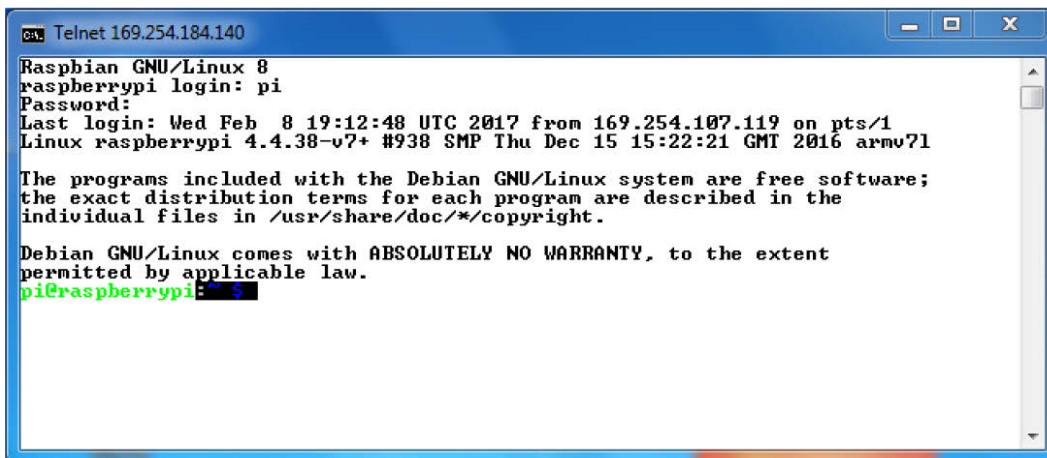 Telnet 169.254.184.140
Raspbian GNU/Linux 8
raspberrypi login: pi
Password:
Last login: Wed Feb  8 19:12:48 UTC 2017 from 169.254.107.119 on pts/1
Linux raspberrypi 4.4.38-v7+ #938 SMP Thu Dec 15 15:22:21 GMT 2016 armv7l
The programs included with the Debian GNU/Linux system are free software;
the exact distribution terms for each program are described in the
individual files in /usr/share/doc/*/copyright.
Debian GNU/Linux comes with ABSOLUTELY NO WARRANTY, to the extent
permitted by applicable law.
pi@raspberrypi:~ $